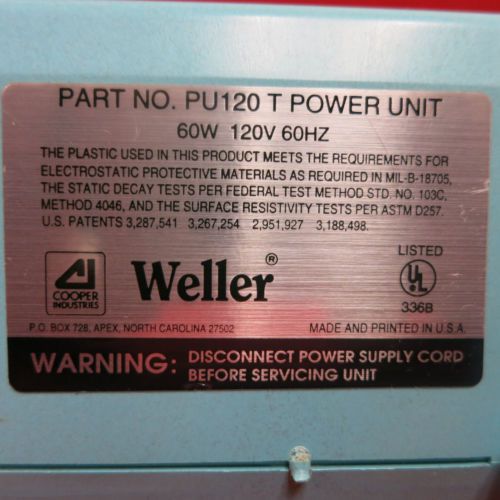 PART NO. PU120 T POWER UNIT
60W 120V 60HZ
THE PLASTIC USED IN THIS PRODUCT MEETS THE REQUIREMENTS FOR
ELECTROSTATIC PROTECTIVE MATERIALS AS REQUIRED IN MIL-B-18705,
THE STATIC DECAY TESTS PER FEDERAL TEST METHOD STD. NO. 103C,
METHOD 4046, AND THE SURFACE RESISTIVITY TESTS PER ASTM D257.
U.S. PATENTS 3,287,541 3,267,254 2,951,927 3,188,498.
COOPER
INDUSTRIES
Weller®
LISTED
UL
336B
P.O. BOX 728, APEX, NORTH CAROLINA 27502
MADE AND PRINTED IN U.S.A.
WARNING: DISCONNECT POWER SUPPLY CORD
BEFORE SERVICING UNIT